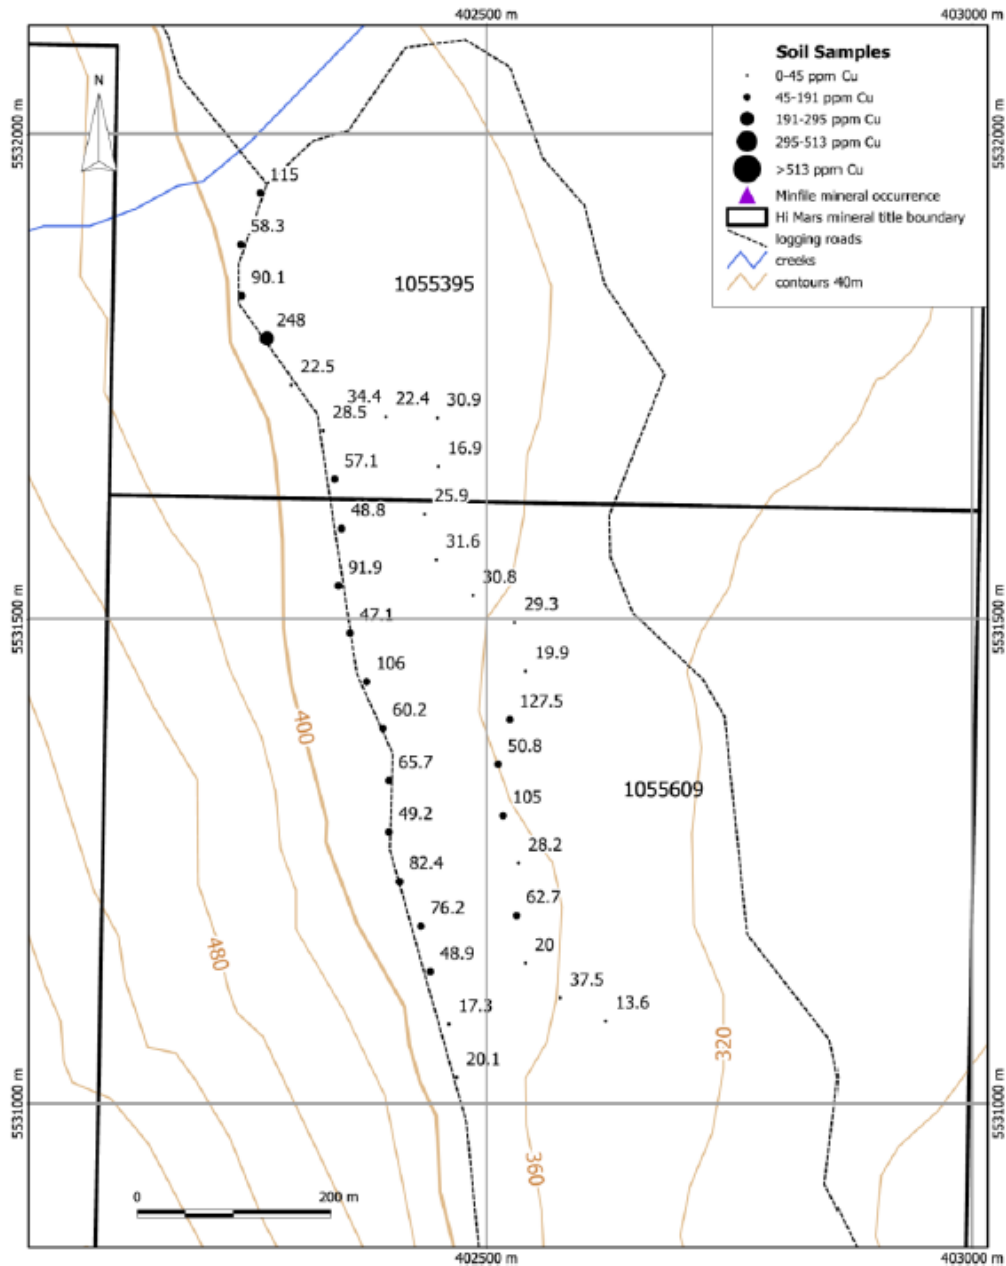 402500 m
403000 m
Soil Samples
0-45 ppm Cu
45-191 ppm Cu
191-295 ppm Cu
295-513 ppm Cu
>513 ppm Cu
Minfile mineral occurrence
Hi Mars mineral title boundary
logging roads
creeks
contours 40m
N
5532000 m
5532000 m
115
58.3
90.1
1055395
248
22.5
34.4
22.4
30.9
28.5
16.9
57.1
25.9
48.8
31.6
91.9
30.8
29.3
5531500 m
5531500 m
47.1
19.9
106
127.5
60.2
400
50.8
65.7
1055609
105
49.2
28.2
82.4
62.7
76.2
480
20
48.9
37.5
13.6
17.3
320
20.1
5531000 m
5531000 m
360
0
200 m
402500 m
403000 m